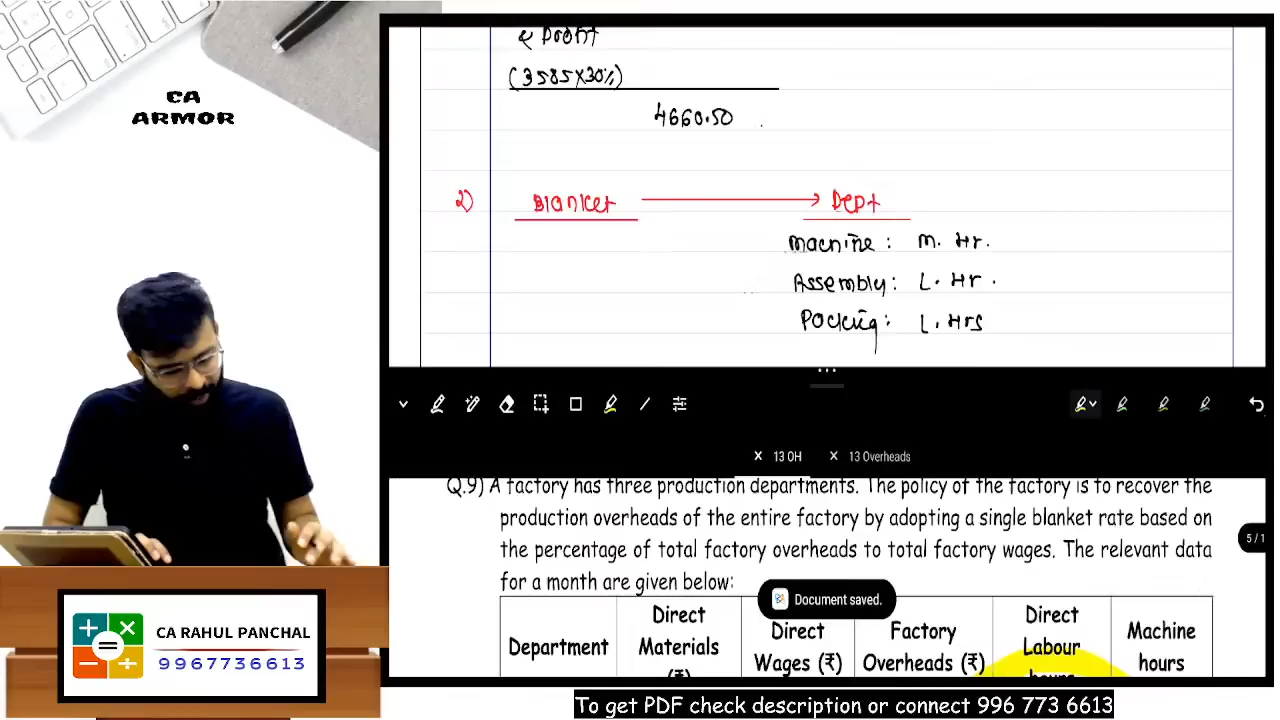 CA
ARMOR
& Profit
(3585x30%)
4660.50
2) Blanket → Dept
Machine : M. Hr.
Assembly : L. Hr.
Packing : L. Hrs
13 OH
13 Overheads
Q.9) A factory has three production departments. The policy of the factory is to recover the
production overheads of the entire factory by adopting a single blanket rate based on
the percentage of total factory overheads to total factory wages. The relevant data
for a month are given below:
5/1
Document saved.
Department
Direct
Materials
(₹)
Direct
Wages (₹)
Factory
Overheads (₹)
Direct
Labour
hours
Machine
hours
CA RAHUL PANCHAL
9967736613
To get PDF check description or connect 996 773 6613